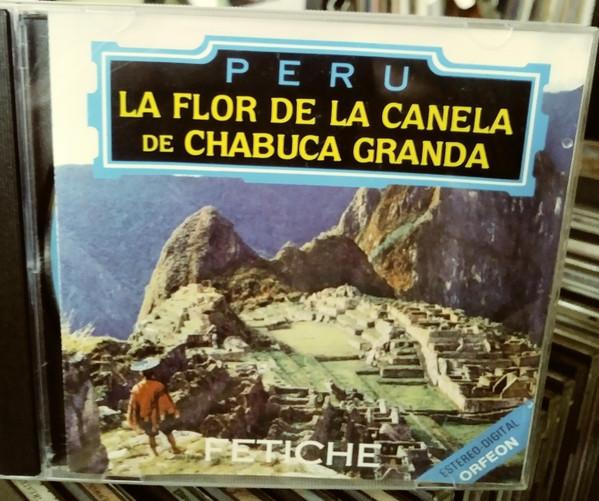 PERU
LA FLOR DE LA CANELA
DE CHABUCA GRANDA
FETICHE
ESTEREO-DIGITAL
ORFEON